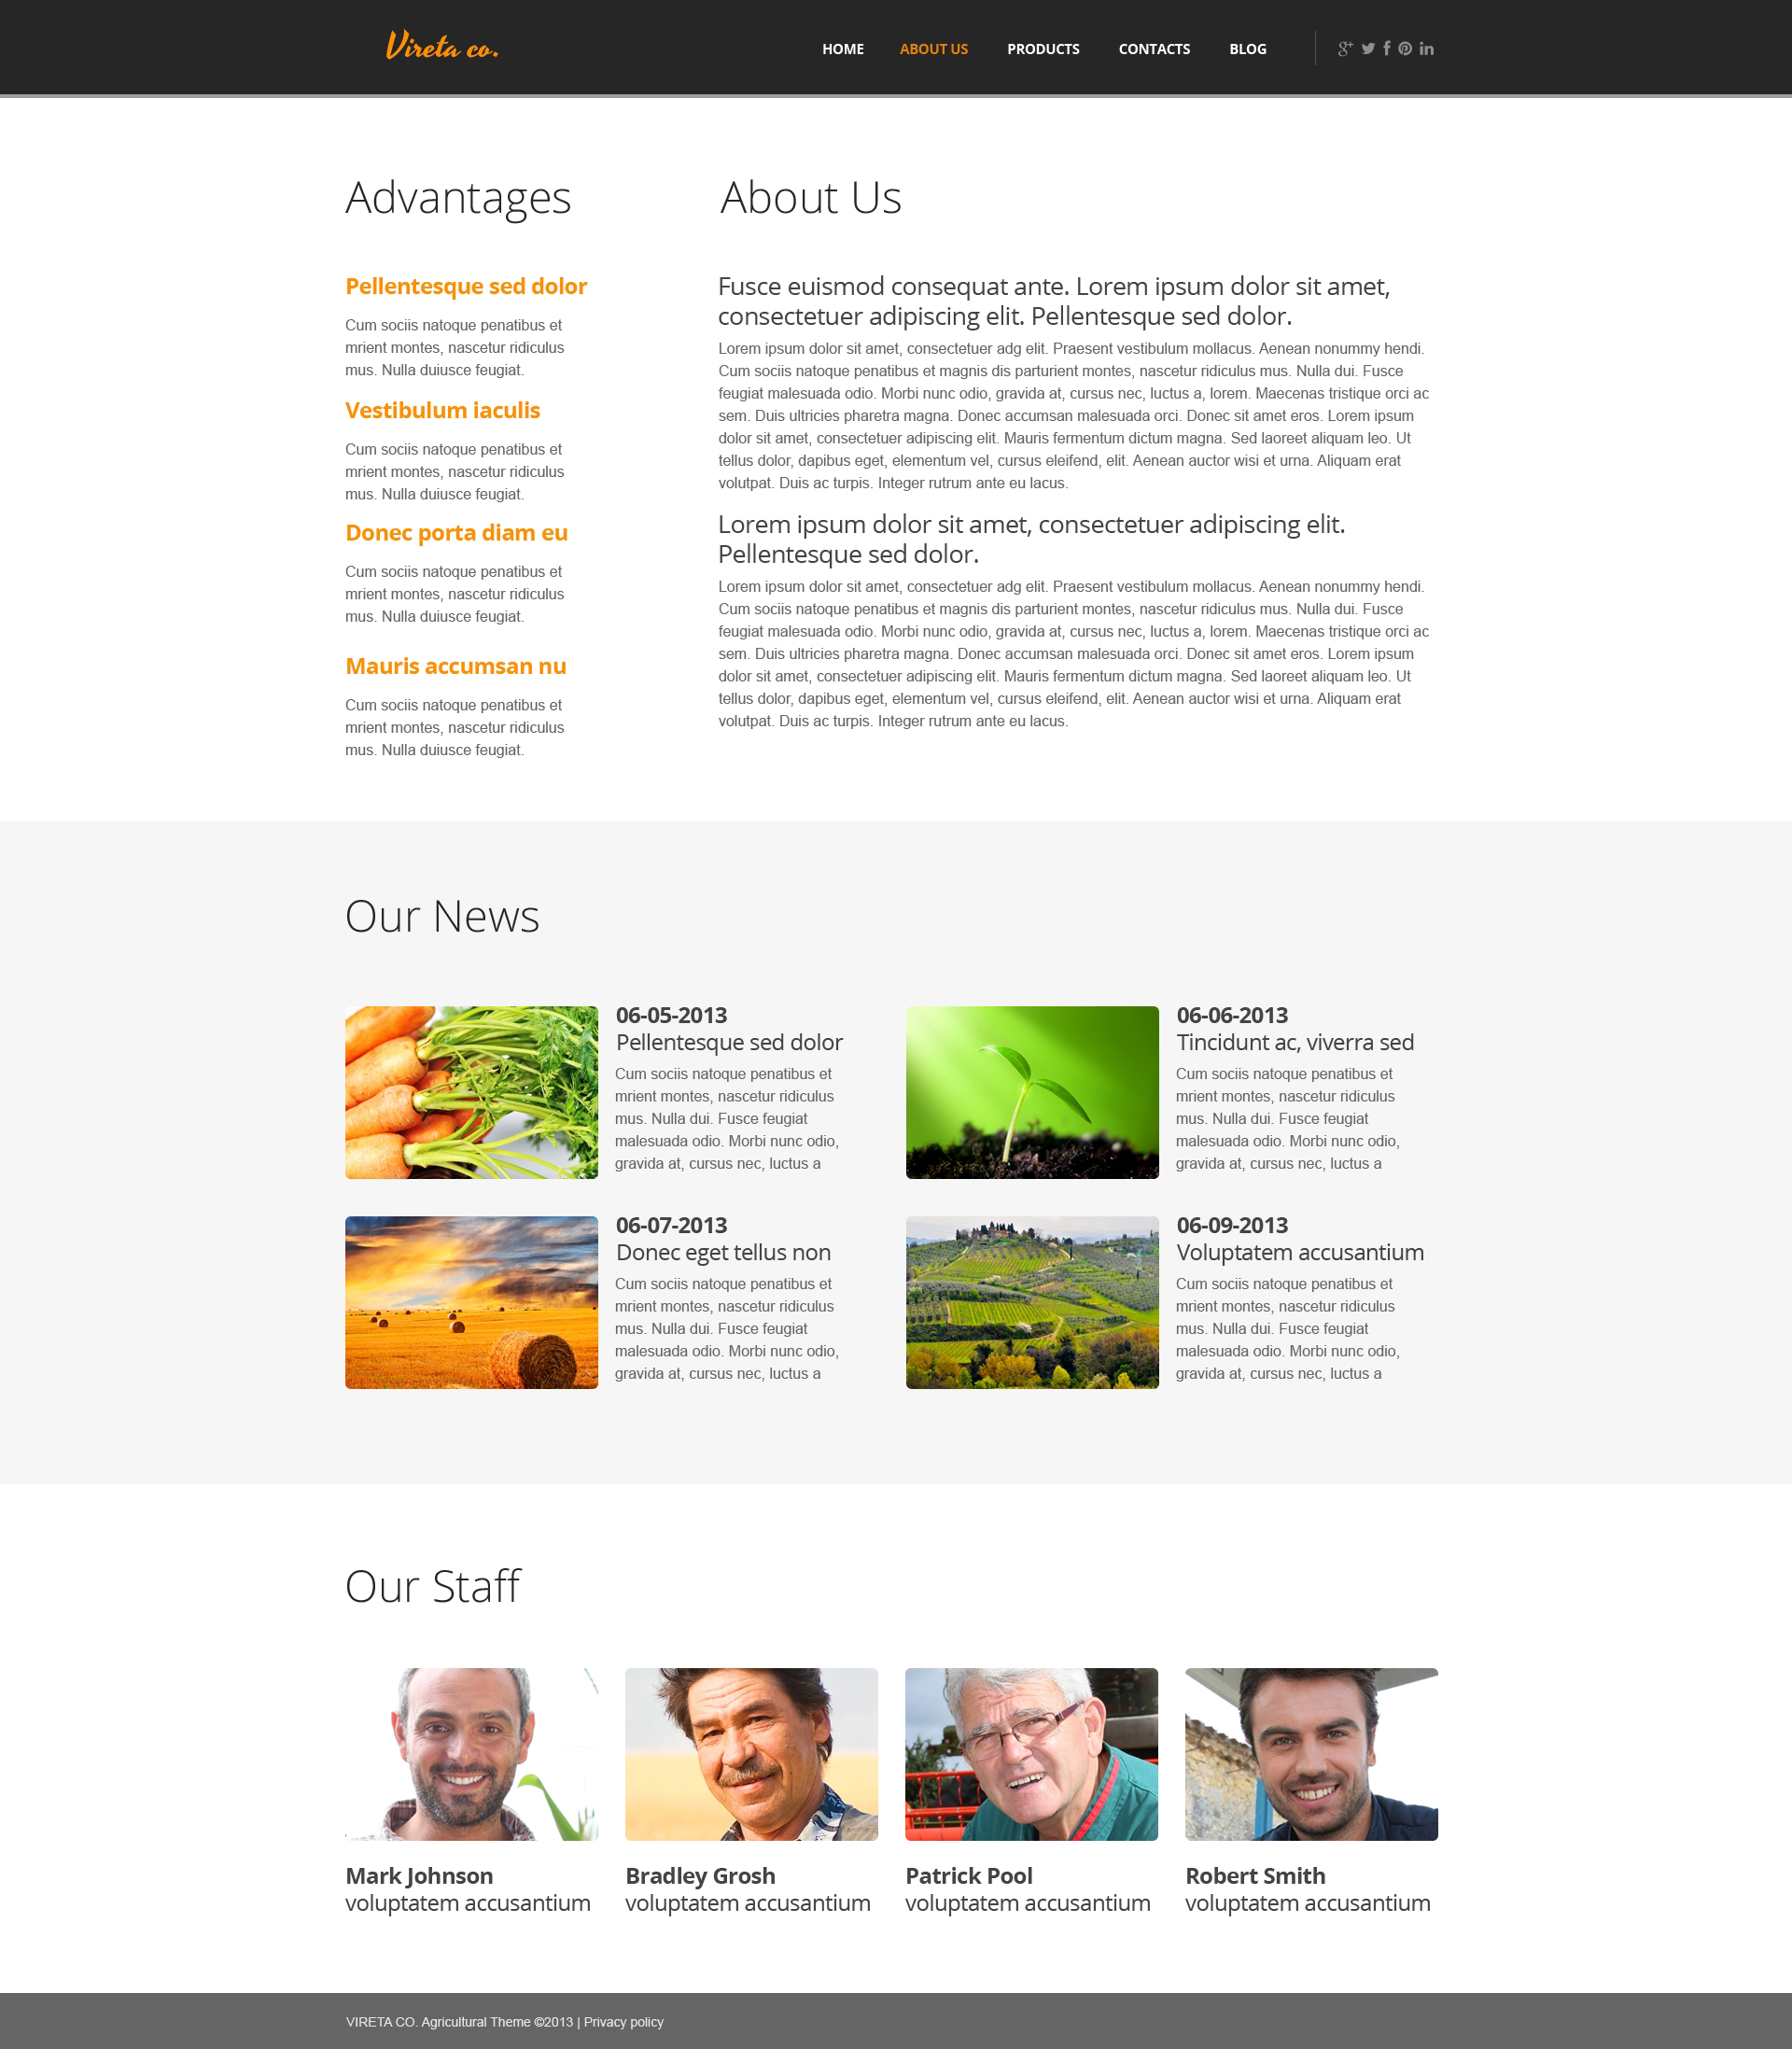 Vireta co.
HOME ABOUT US PRODUCTS CONTACTS BLOG
Advantages
Pellentesque sed dolor
Cum sociis natoque penatibus et
mrient montes, nascetur ridiculus
mus. Nulla duiusce feugiat.
Vestibulum iaculis
Cum sociis natoque penatibus et
mrient montes, nascetur ridiculus
mus. Nulla duiusce feugiat.
Donec porta diam eu
Cum sociis natoque penatibus et
mrient montes, nascetur ridiculus
mus. Nulla duiusce feugiat.
Mauris accumsan nu
Cum sociis natoque penatibus et
mrient montes, nascetur ridiculus
mus. Nulla duiusce feugiat.
About Us
Fusce euismod consequat ante. Lorem ipsum dolor sit amet,
consectetuer adipiscing elit. Pellentesque sed dolor.
Lorem ipsum dolor sit amet, consectetuer adg elit. Praesent vestibulum mollacus. Aenean nonummy hendi.
Cum sociis natoque penatibus et magnis dis parturient montes, nascetur ridiculus mus. Nulla dui. Fusce
feugiat malesuada odio. Morbi nunc odio, gravida at, cursus nec, luctus a, lorem. Maecenas tristique orci ac
sem. Duis ultricies pharetra magna. Donec accumsan malesuada orci. Donec sit amet eros. Lorem ipsum
dolor sit amet, consectetuer adipiscing elit. Mauris fermentum dictum magna. Sed laoreet aliquam leo. Ut
tellus dolor, dapibus eget, elementum vel, cursus eleifend, elit. Aenean auctor wisi et urna. Aliquam erat
volutpat. Duis ac turpis. Integer rutrum ante eu lacus.
Lorem ipsum dolor sit amet, consectetuer adipiscing elit.
Pellentesque sed dolor.
Lorem ipsum dolor sit amet, consectetuer adg elit. Praesent vestibulum mollacus. Aenean nonummy hendi.
Cum sociis natoque penatibus et magnis dis parturient montes, nascetur ridiculus mus. Nulla dui. Fusce
feugiat malesuada odio. Morbi nunc odio, gravida at, cursus nec, luctus a, lorem. Maecenas tristique orci ac
sem. Duis ultricies pharetra magna. Donec accumsan malesuada orci. Donec sit amet eros. Lorem ipsum
dolor sit amet, consectetuer adipiscing elit. Mauris fermentum dictum magna. Sed laoreet aliquam leo. Ut
tellus dolor, dapibus eget, elementum vel, cursus eleifend, elit. Aenean auctor wisi et urna. Aliquam erat
volutpat. Duis ac turpis. Integer rutrum ante eu lacus.
Our News
06-05-2013
Pellentesque sed dolor
Cum sociis natoque penatibus et
mrient montes, nascetur ridiculus
mus. Nulla dui. Fusce feugiat
malesuada odio. Morbi nunc odio,
gravida at, cursus nec, luctus a
06-06-2013
Tincidunt ac, viverra sed
Cum sociis natoque penatibus et
mrient montes, nascetur ridiculus
mus. Nulla dui. Fusce feugiat
malesuada odio. Morbi nunc odio,
gravida at, cursus nec, luctus a
06-07-2013
Donec eget tellus non
Cum sociis natoque penatibus et
mrient montes, nascetur ridiculus
mus. Nulla dui. Fusce feugiat
malesuada odio. Morbi nunc odio,
gravida at, cursus nec, luctus a
06-09-2013
Voluptatem accusantium
Cum sociis natoque penatibus et
mrient montes, nascetur ridiculus
mus. Nulla dui. Fusce feugiat
malesuada odio. Morbi nunc odio,
gravida at, cursus nec, luctus a
Our Staff
Mark Johnson
voluptatem accusantium
Bradley Grosh
voluptatem accusantium
Patrick Pool
voluptatem accusantium
Robert Smith
voluptatem accusantium
VIRETA CO. Agricultural Theme ©2013 | Privacy policy